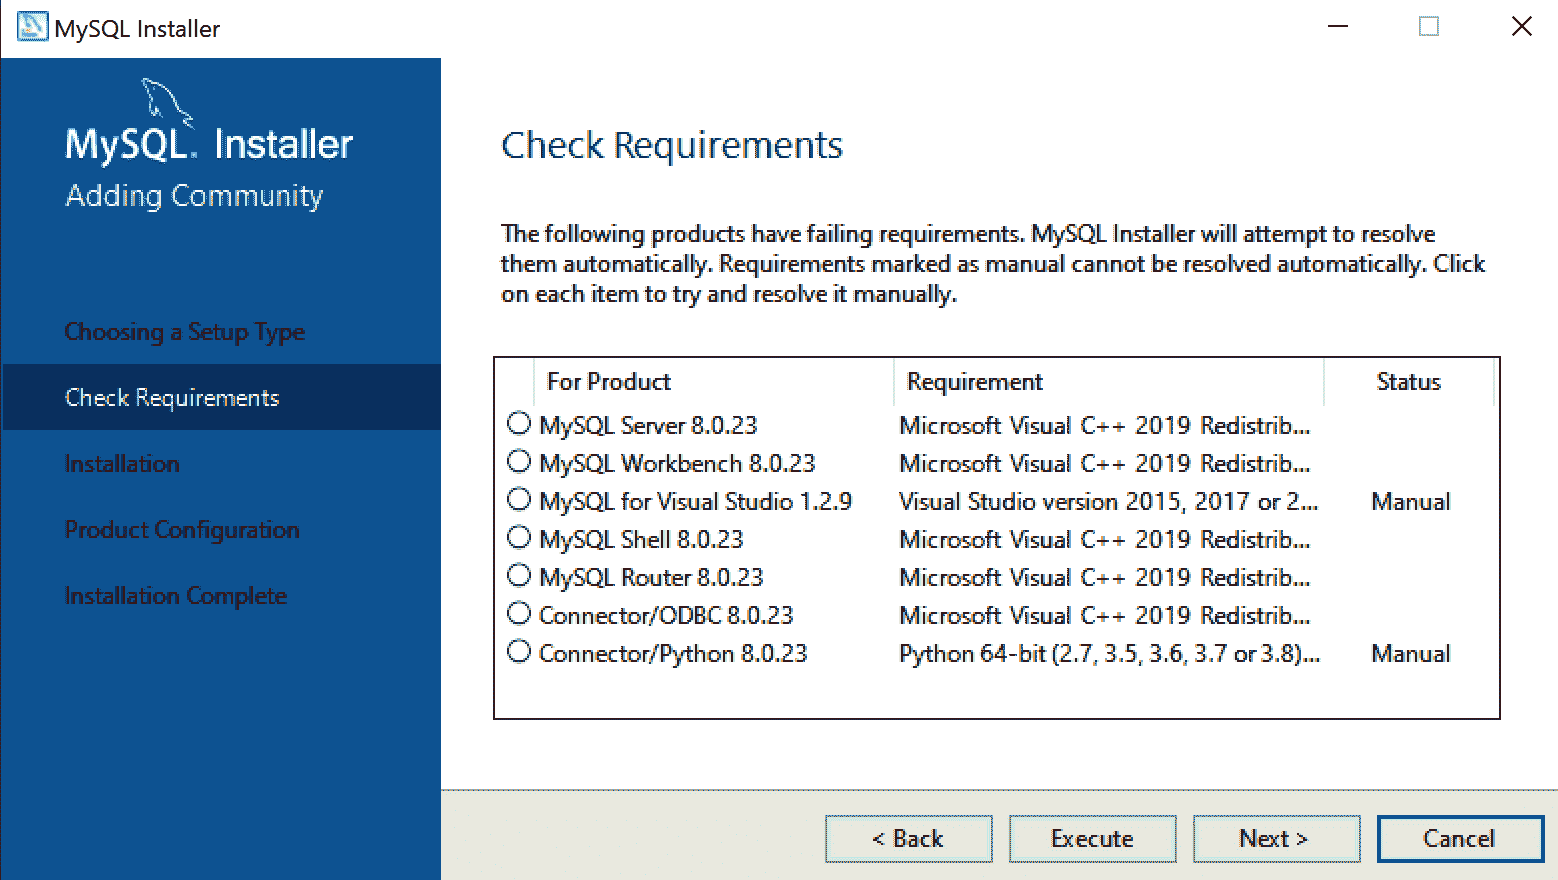 MySQL Installer
MySQL. Installer
Adding Community
Choosing a Setup Type
Check Requirements
Installation
Product Configuration
Installation Complete
Check Requirements
The following products have failing requirements. MySQL Installer will attempt to resolve
them automatically. Requirements marked as manual cannot be resolved automatically. Click
on each item to try and resolve it manually.
For Product Requirement Status
MySQL Server 8.0.23 Microsoft Visual C++ 2019 Redistrib...
MySQL Workbench 8.0.23 Microsoft Visual C++ 2019 Redistrib...
MySQL for Visual Studio 1.2.9 Visual Studio version 2015, 2017 or 2... Manual
MySQL Shell 8.0.23 Microsoft Visual C++ 2019 Redistrib...
MySQL Router 8.0.23 Microsoft Visual C++ 2019 Redistrib...
Connector/ODBC 8.0.23 Microsoft Visual C++ 2019 Redistrib...
Connector/Python 8.0.23 Python 64-bit (2.7, 3.5, 3.6, 3.7 or 3.8)... Manual
< Back Execute Next > Cancel